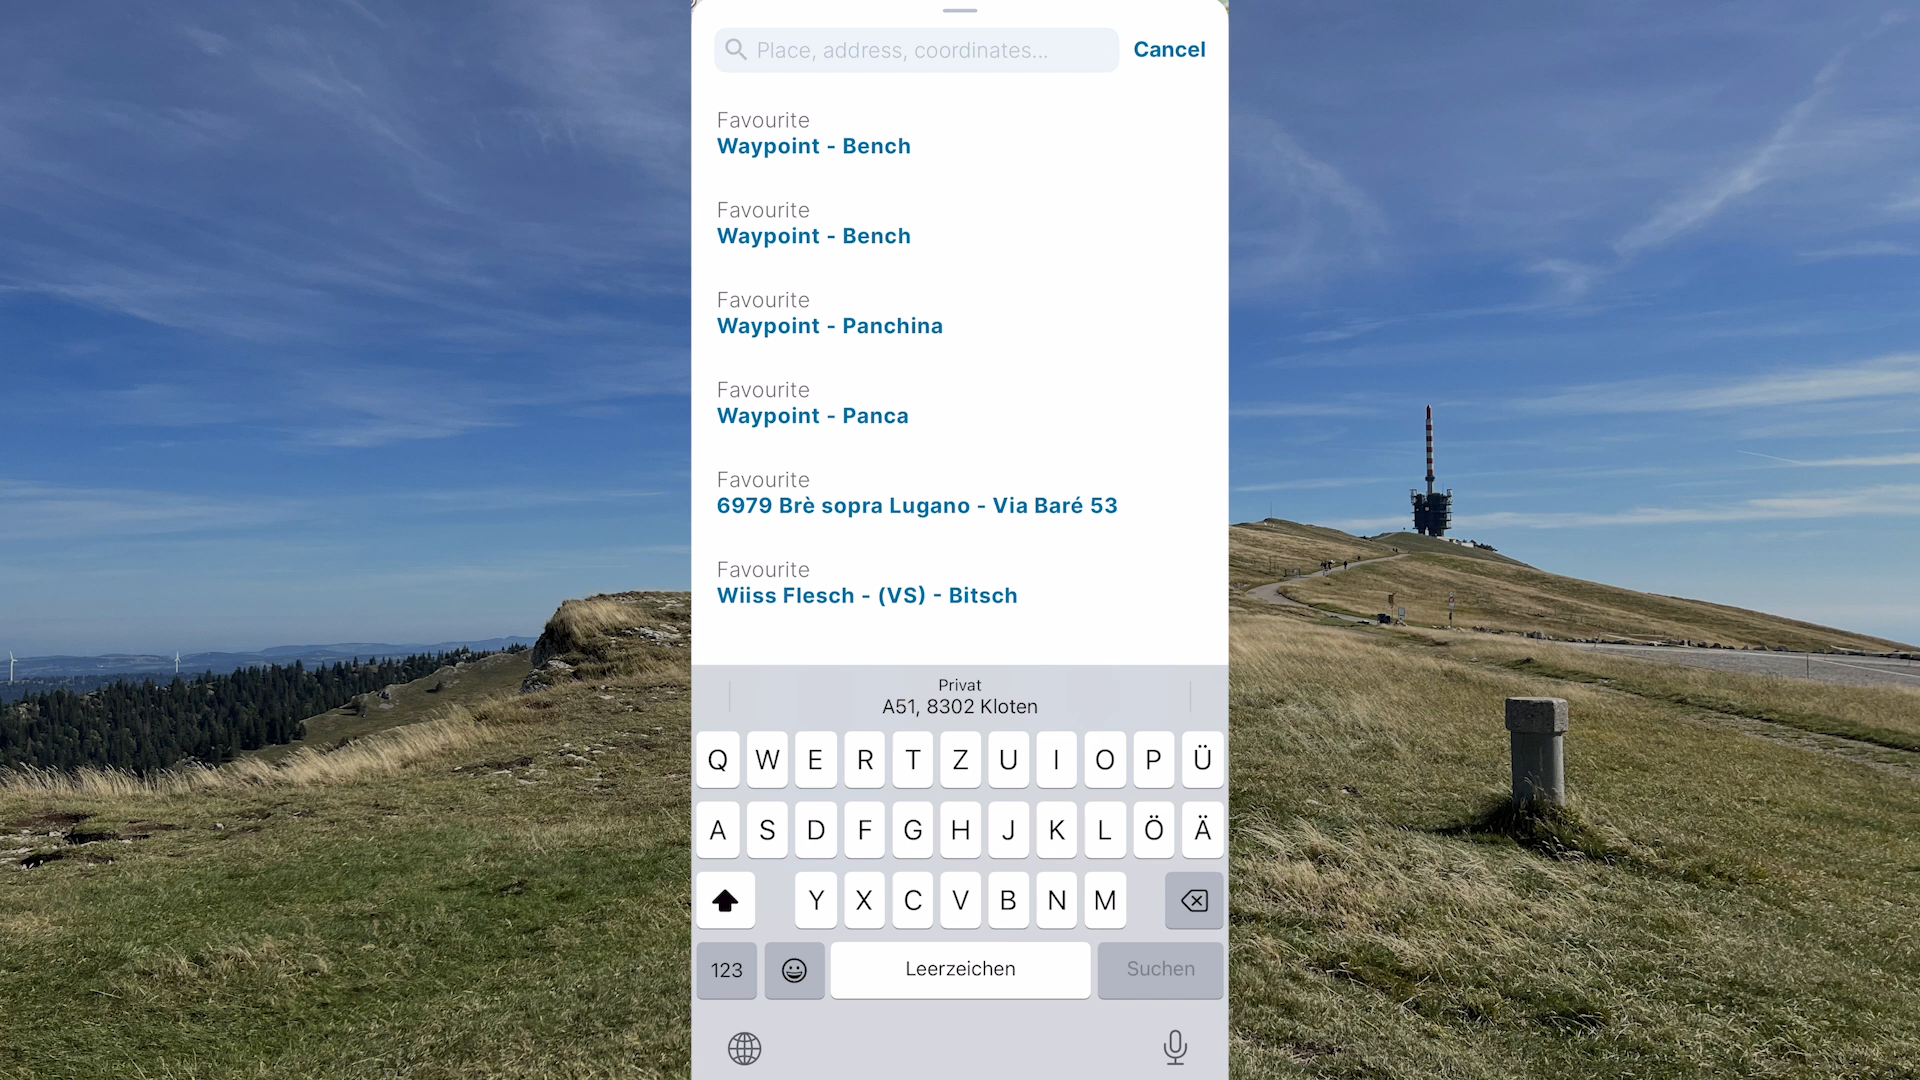 Place, address, coordinates...
Cancel
Favourite
Waypoint - Bench
Favourite
Waypoint - Bench
Favourite
Waypoint - Panchina
Favourite
Waypoint - Panca
Favourite
6979 Brè sopra Lugano - Via Baré 53
Favourite
Wiiss Flesch - (VS) - Bitsch
Privat
A51, 8302 Kloten
Q W E R T Z U I O P Ü
A S D F G H J K L Ö Ä
Y X C V B N M
123 Leerzeichen Suchen